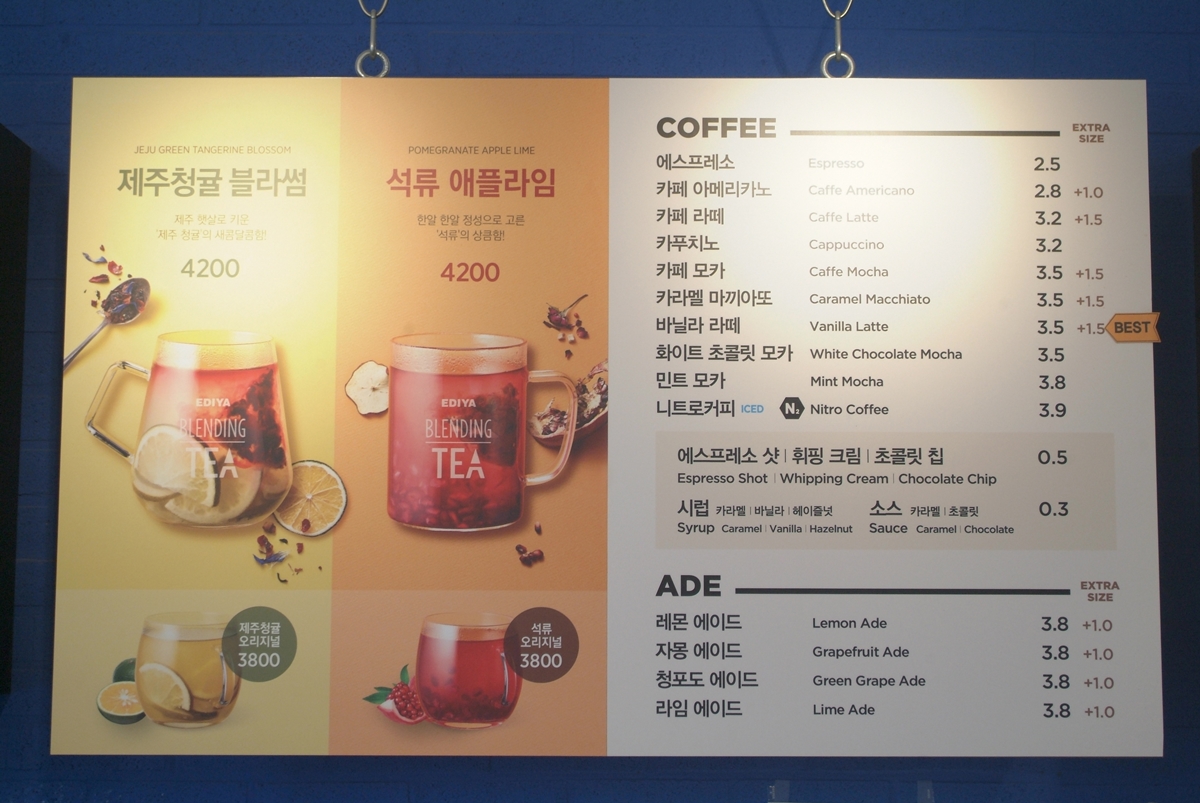 JEJU GREEN TANGERINE BLOSSOM
제주청귤 블라썸
제주 햇살로 키운
'제주 청귤'의 새콤달콤함!
4200
EDIYA
BLENDING
TEA
제주청귤
오리지널
3800
POMEGRANATE APPLE LIME
석류 애플라임
한알 한알 정성으로 고른
'석류'의 상큼함!
4200
EDIYA
BLENDING
TEA
석류
오리지널
3800
COFFEE EXTRA SIZE
에스프레소 Espresso 2.5
카페 아메리카노 Caffe Americano 2.8 +1.0
카페 라떼 Caffe Latte 3.2 +1.5
카푸치노 Cappuccino 3.2
카페 모카 Caffe Mocha 3.5 +1.5
카라멜 마끼아또 Caramel Macchiato 3.5 +1.5
바닐라 라떼 Vanilla Latte 3.5 +1.5 BEST
화이트 초콜릿 모카 White Chocolate Mocha 3.5
민트 모카 Mint Mocha 3.8
니트로커피 ICED N₂ Nitro Coffee 3.9
에스프레소 샷 | 휘핑 크림 | 초콜릿 칩 0.5
Espresso Shot | Whipping Cream | Chocolate Chip
시럽 카라멜 | 바닐라 | 헤이즐넛 소스 카라멜 | 초콜릿 0.3
Syrup Caramel | Vanilla | Hazelnut Sauce Caramel | Chocolate
ADE EXTRA SIZE
레몬 에이드 Lemon Ade 3.8 +1.0
자몽 에이드 Grapefruit Ade 3.8 +1.0
청포도 에이드 Green Grape Ade 3.8 +1.0
라임 에이드 Lime Ade 3.8 +1.0